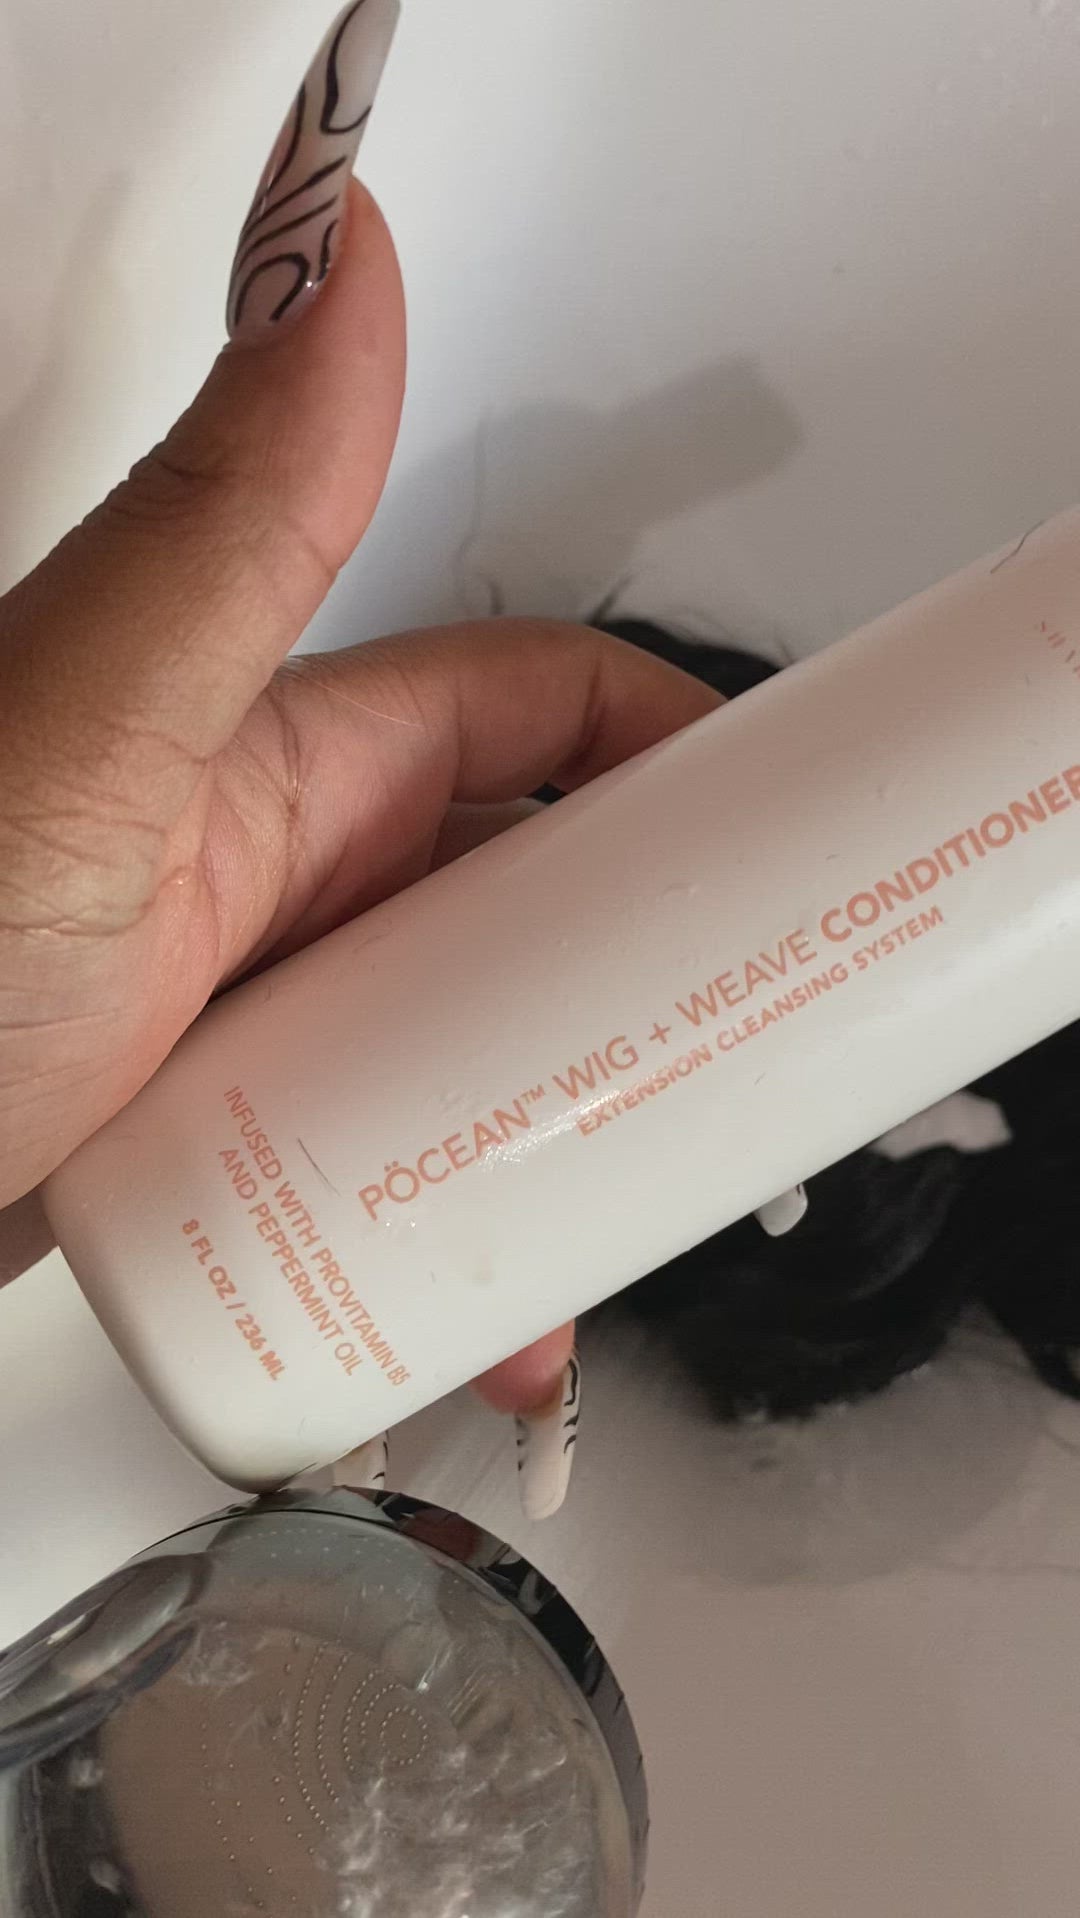 PÖCEAN™ WIG + WEAVE CONDITIONER
EXTENSION CLEANSING SYSTEM
INFUSED WITH PROVITAMIN B5
AND PEPPERMINT OIL
8 FL OZ / 236 ML